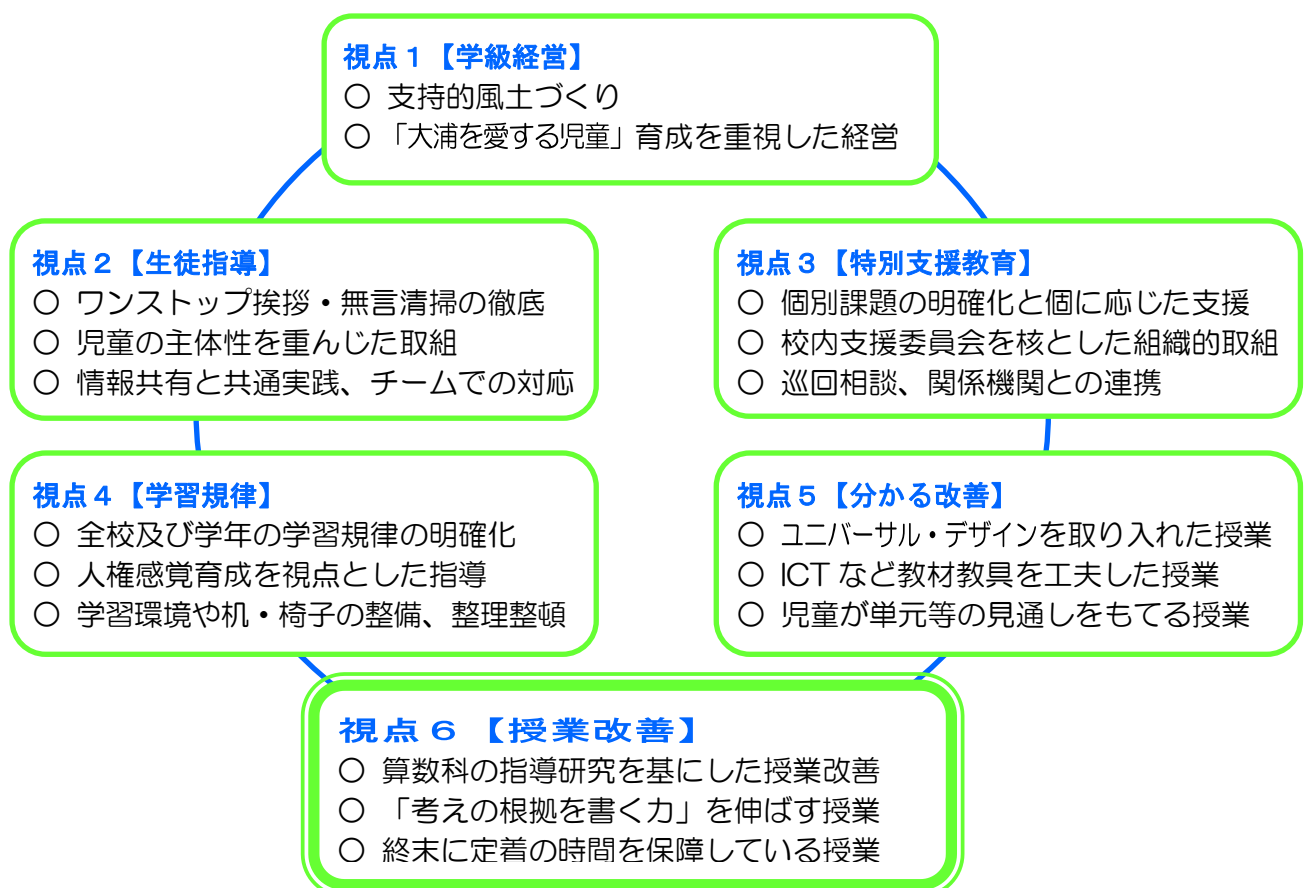 視点１【学級経営】
○ 支持的風土づくり
○ 「大浦を愛する児童」育成を重視した経営
視点２【生徒指導】
○ ワンストップ挨拶・無言清掃の徹底
○ 児童の主体性を重んじた取組
○ 情報共有と共通実践、チームでの対応
視点３【特別支援教育】
○ 個別課題の明確化と個に応じた支援
○ 校内支援委員会を核とした組織的取組
○ 巡回相談、関係機関との連携
視点４【学習規律】
○ 全校及び学年の学習規律の明確化
○ 人権感覚育成を視点とした指導
○ 学習環境や机・椅子の整備、整理整頓
視点５【分かる改善】
○ ユニバーサル・デザインを取り入れた授業
○ ICT など教材教具を工夫した授業
○ 児童が単元等の見通しをもてる授業
視点６【授業改善】
○ 算数科の指導研究を基にした授業改善
○ 「考えの根拠を書く力」を伸ばす授業
○ 終末に定着の時間を保障している授業